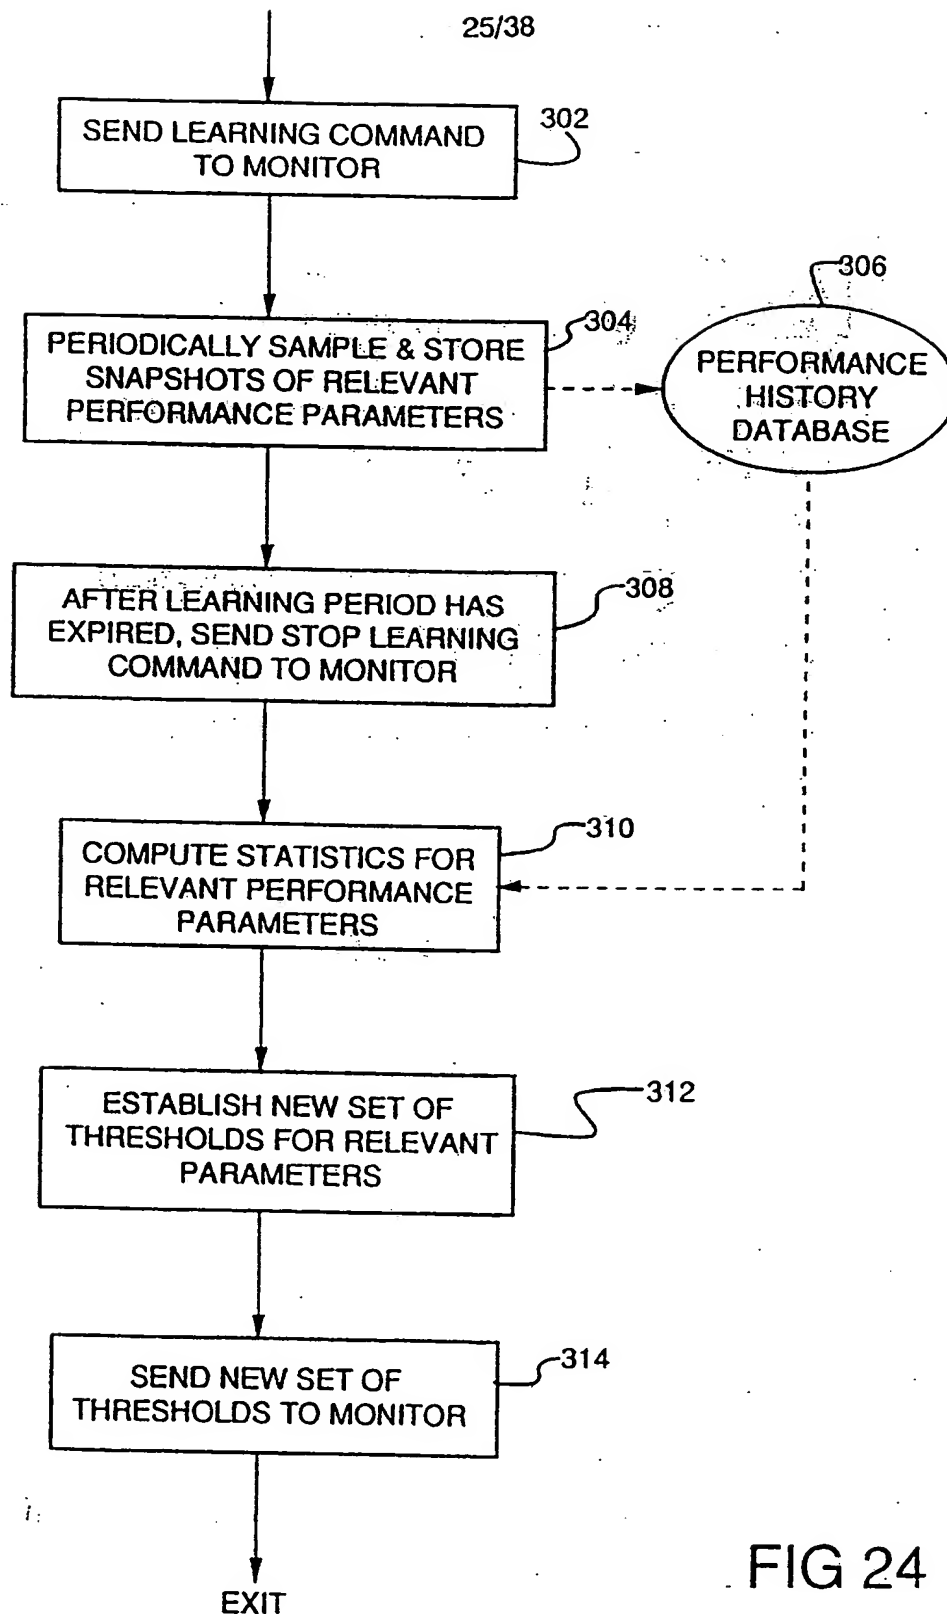 25/38
SEND LEARNING COMMAND
TO MONITOR
302
PERIODICALLY SAMPLE & STORE
SNAPSHOTS OF RELEVANT
PERFORMANCE PARAMETERS
304
306
PERFORMANCE
HISTORY
DATABASE
AFTER LEARNING PERIOD HAS
EXPIRED, SEND STOP LEARNING
COMMAND TO MONITOR
308
COMPUTE STATISTICS FOR
RELEVANT PERFORMANCE
PARAMETERS
310
ESTABLISH NEW SET OF
THRESHOLDS FOR RELEVANT
PARAMETERS
312
SEND NEW SET OF
THRESHOLDS TO MONITOR
314
EXIT
FIG 24